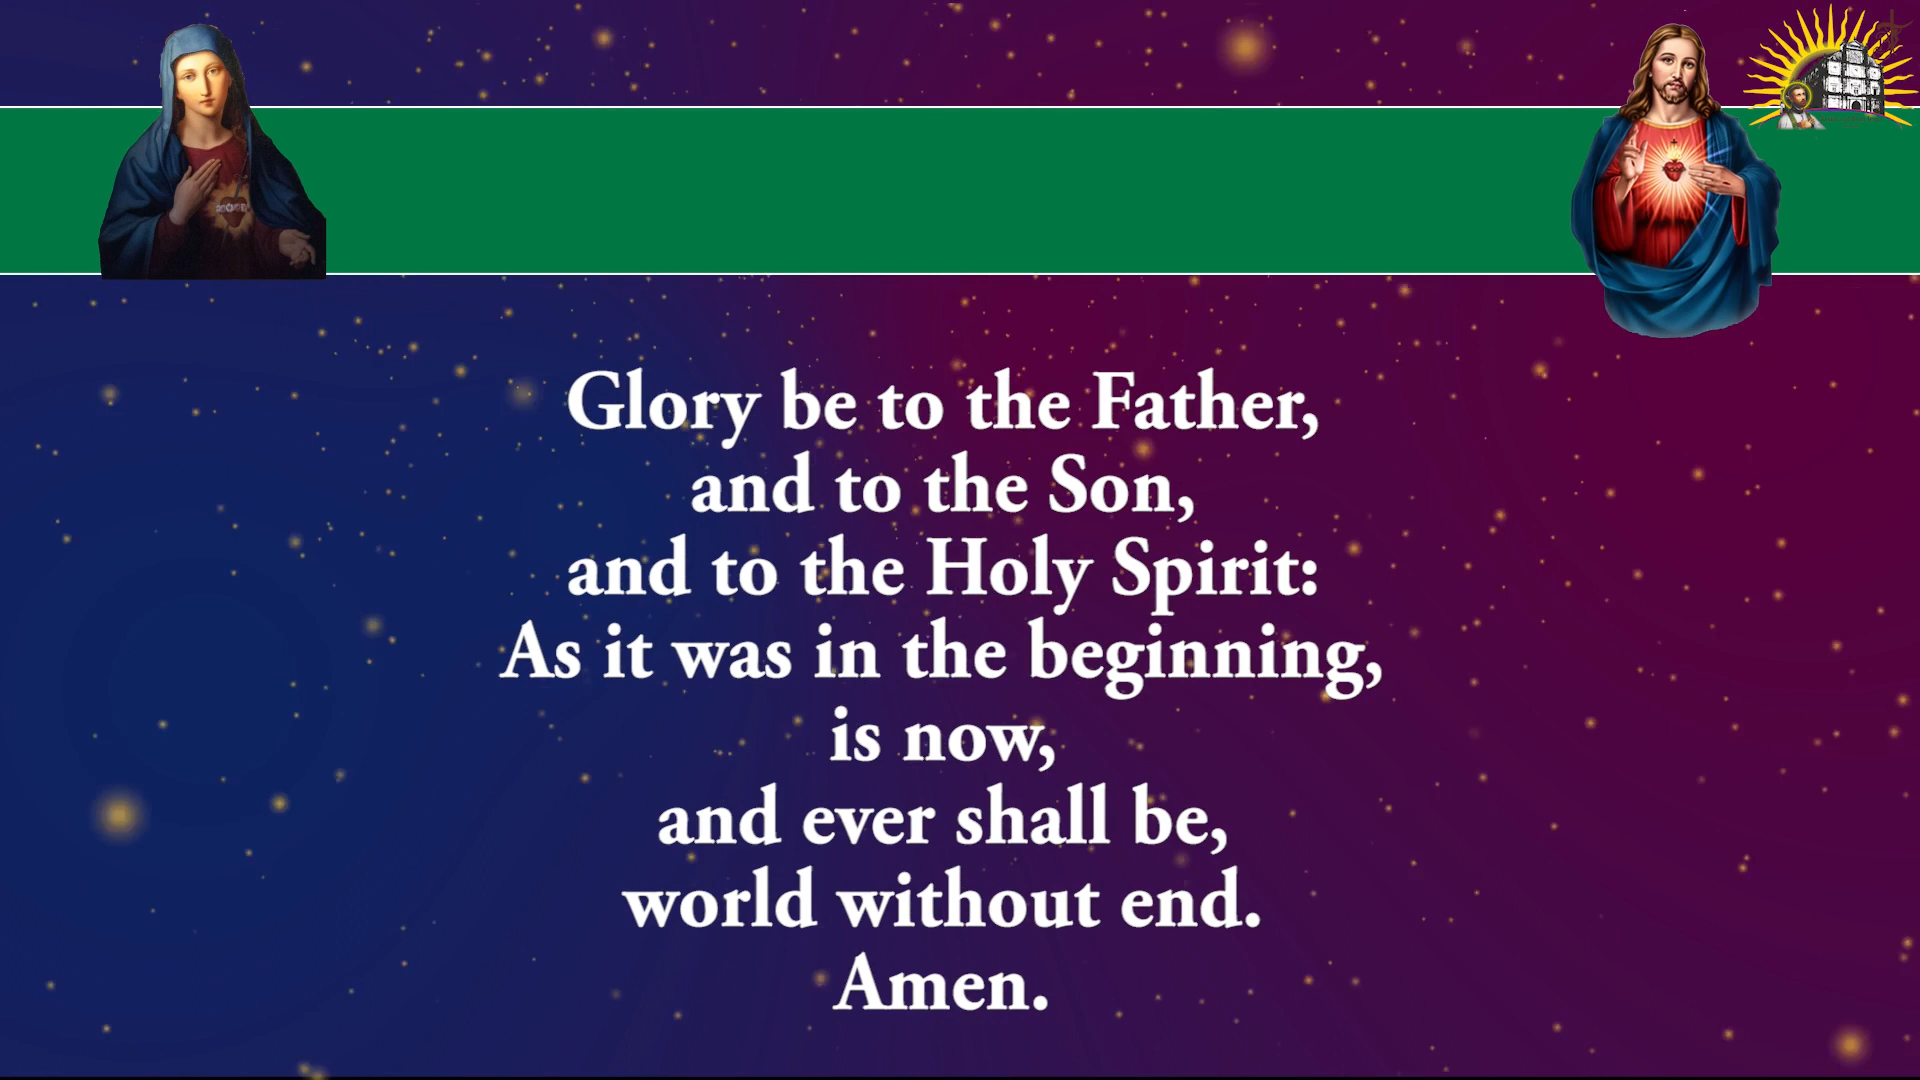 Glory be to the Father,
and to the Son,
and to the Holy Spirit:
As it was in the beginning,
is now,
and ever shall be,
world without end.
Amen.